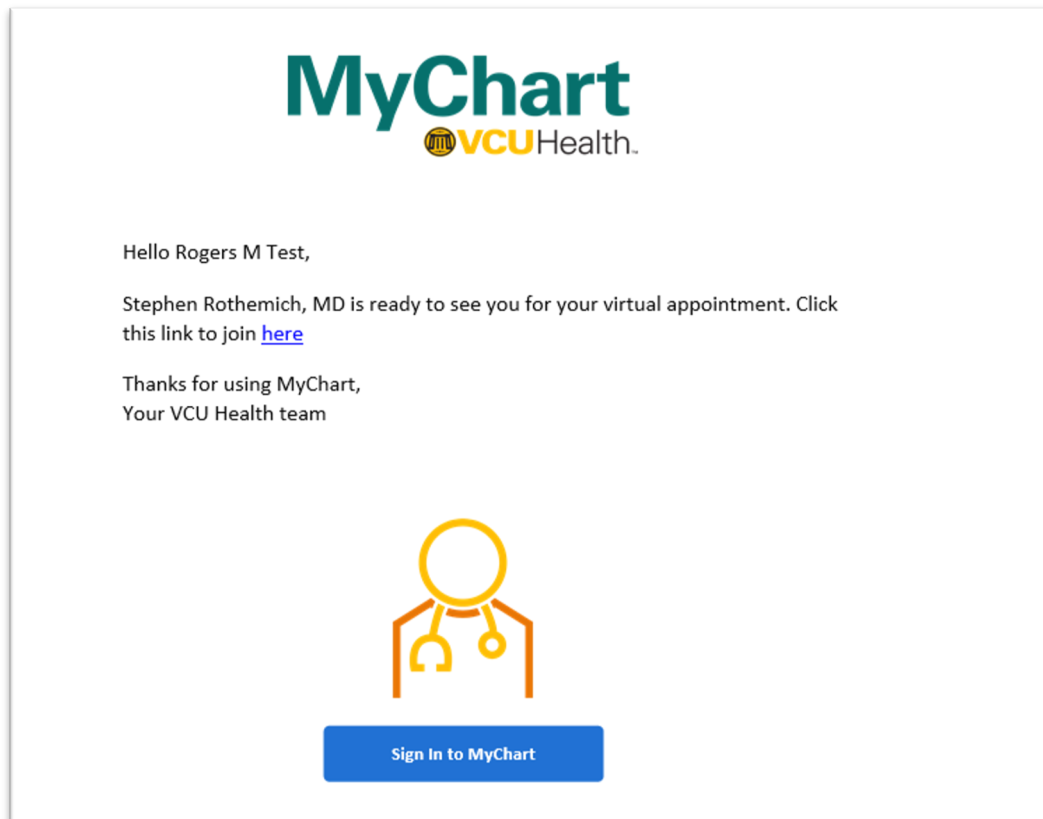 MyChart
VCUHealth™
Hello Rogers M Test,
Stephen Rothemich, MD is ready to see you for your virtual appointment. Click
this link to join here
Thanks for using MyChart,
Your VCU Health team
Sign In to MyChart